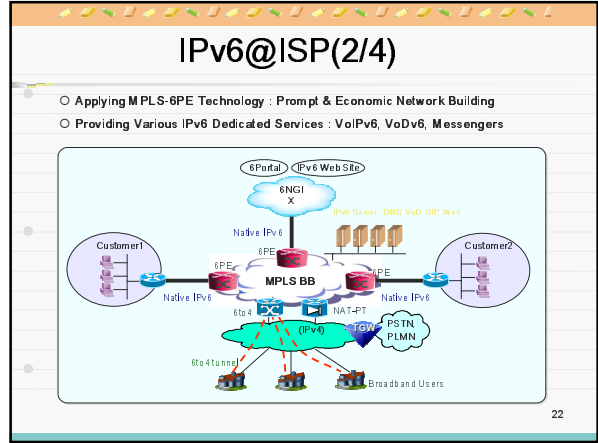 IPv6@ISP(2/4)
Applying MPLS-6PE Technology : Prompt & Economic Network Building
Providing Various IPv6 Dedicated Services : VoIPv6, VoDv6, Messengers
6Portal
IPv6 Web Site
6NGI
X
IPv6 Server : DNS, VoD, SIP, Web
Native IPv6
Customer1
6PE
Customer2
6PE
MPLS BB
6PE
Native IPv6
Native IPv6
6to4
NAT-PT
(IPv4)
TGW
PSTN,
PLMN
6to4 tunnel
Broadband Users
22